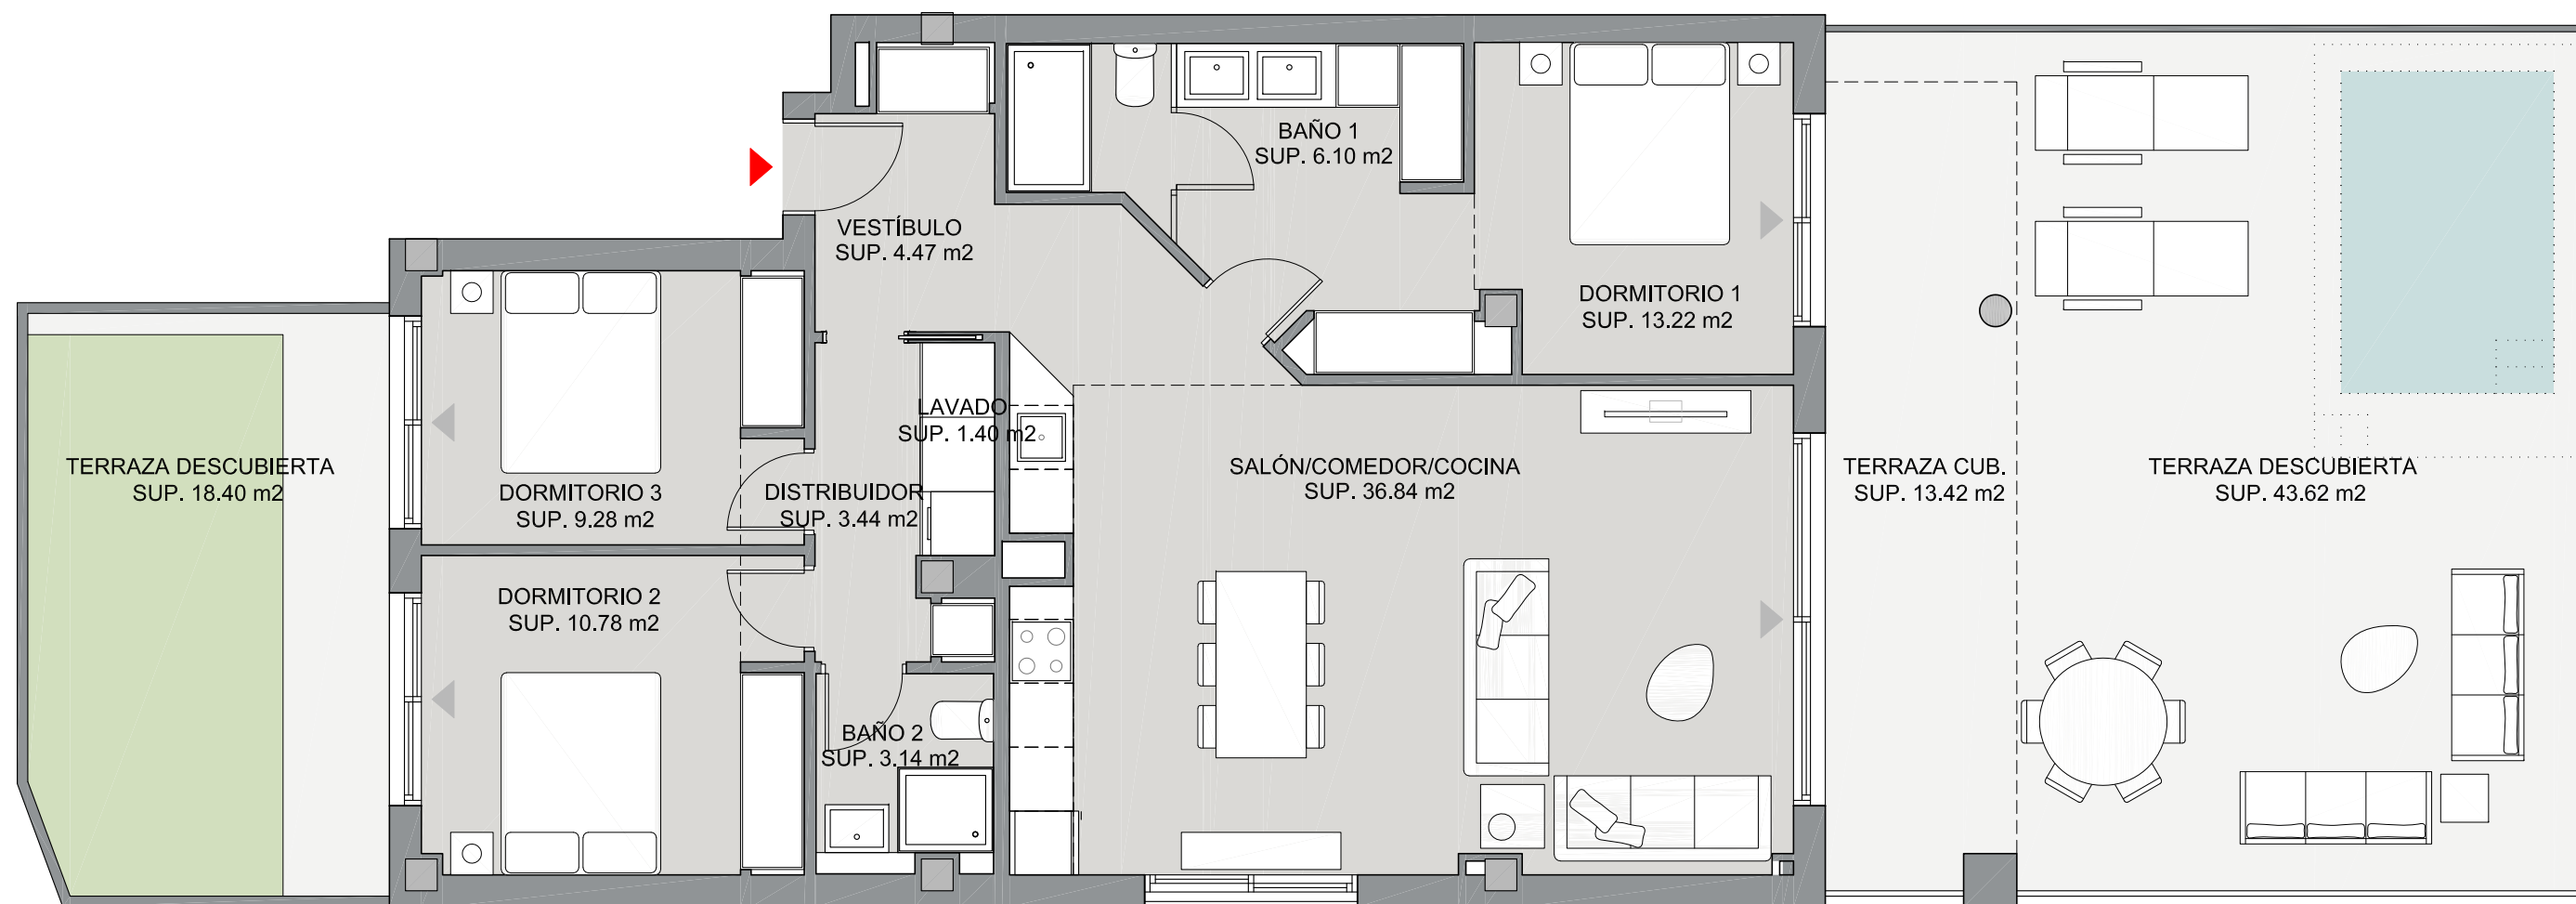 BAÑO 1
SUP. 6.10 m2
VESTÍBULO
SUP. 4.47 m2
DORMITORIO 1
SUP. 13.22 m2
LAVADO
SUP. 1.40 m2
TERRAZA DESCUBIERTA
SUP. 18.40 m2
DORMITORIO 3
SUP. 9.28 m2
DISTRIBUIDOR
SUP. 3.44 m2
SALÓN/COMEDOR/COCINA
SUP. 36.84 m2
TERRAZA CUB.
SUP. 13.42 m2
TERRAZA DESCUBIERTA
SUP. 43.62 m2
DORMITORIO 2
SUP. 10.78 m2
BAÑO 2
SUP. 3.14 m2